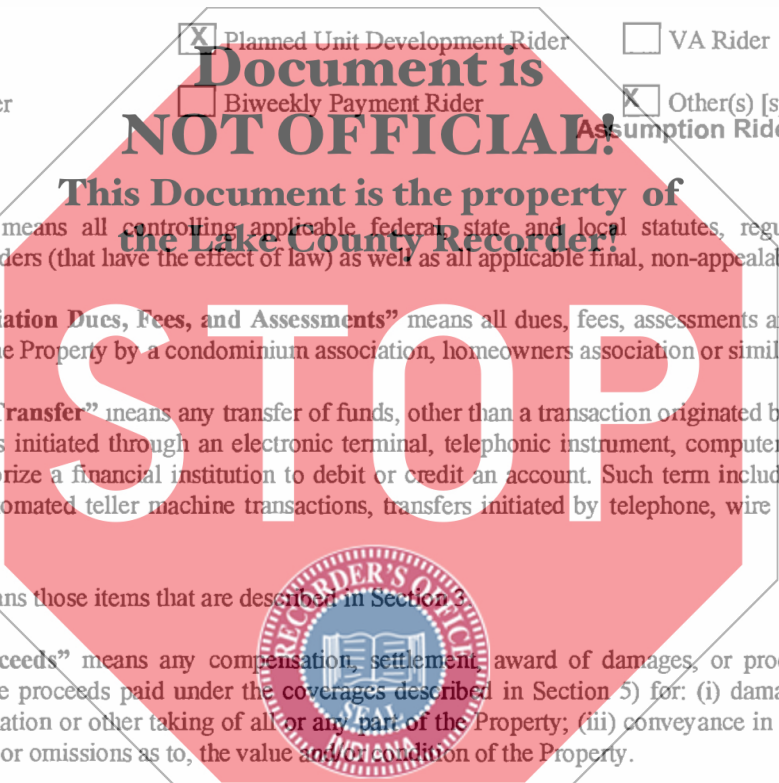 X Planned Unit Development Rider VA Rider
Document is
er Biweekly Payment Rider X Other(s) [s
NOT OFFICIAL!
Assumption Ride
This Document is the property of
means all controlling applicable federal, state and local statutes, regu
the Lake County Recorder!
ders (that have the effect of law) as well as all applicable final, non-appealab
iation Dues, Fees, and Assessments” means all dues, fees, assessments a
e Property by a condominium association, homeowners association or simil
STOP
Transfer” means any transfer of funds, other than a transaction originated b
s initiated through an electronic terminal, telephonic instrument, computer
rize a financial institution to debit or credit an account. Such term includ
omated teller machine transactions, transfers initiated by telephone, wire
ans those items that are described in Section 3
RECORDER'S OFFICE
ceeds” means any compensation, settlement, award of damages, or proc
e proceeds paid under the coverages described in Section 5) for: (i) dama
SEAL
ation or other taking of all or any part of the Property; (iii) conveyance in
or omissions as to, the value and/or condition of the Property.